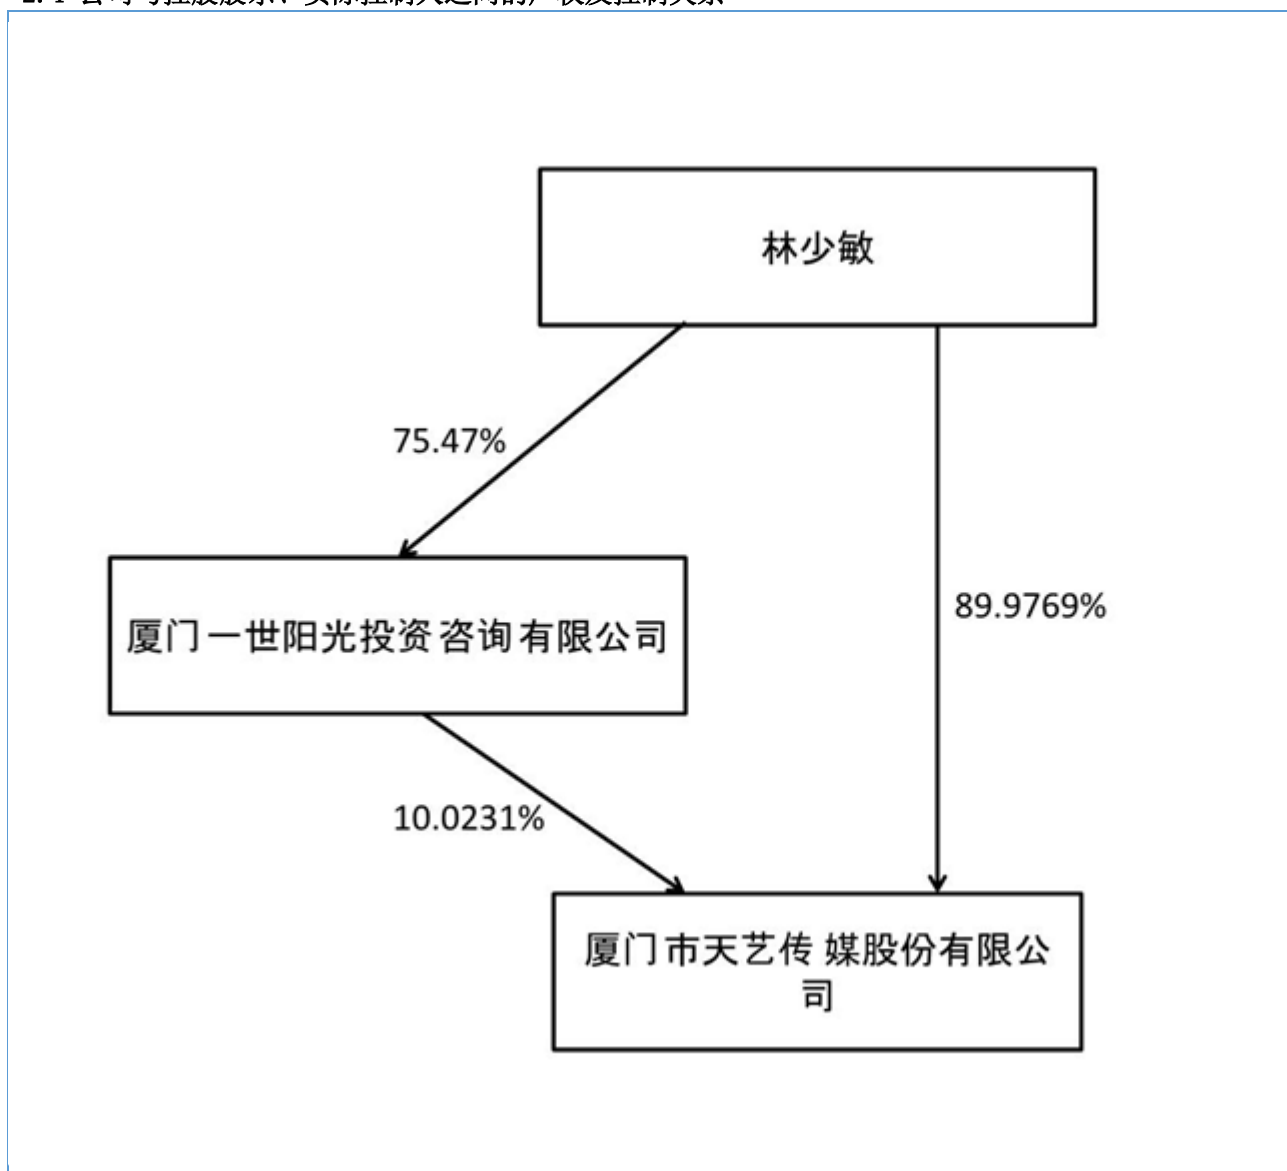 林少敏
75.47%
89.9769%
厦门一世阳光投资咨询有限公司
10.0231%
厦门市天艺传媒股份有限公
司